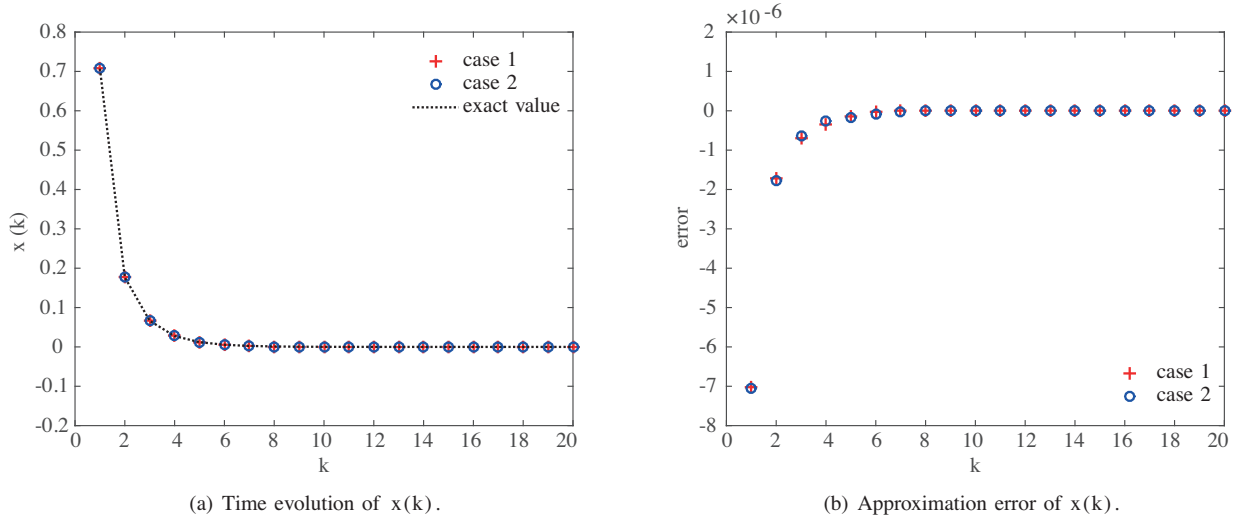 0.8
0.7
0.6
0.5
0.4
0.3
0.2
0.1
0
-0.1
-0.2
x (k)
0 2 4 6 8 10 12 14 16 18 20
k
case 1
case 2
exact value
(a) Time evolution of x(k).
×10⁻⁶
2
1
0
-1
-2
-3
-4
-5
-6
-7
-8
error
0 2 4 6 8 10 12 14 16 18 20
k
case 1
case 2
(b) Approximation error of x(k).